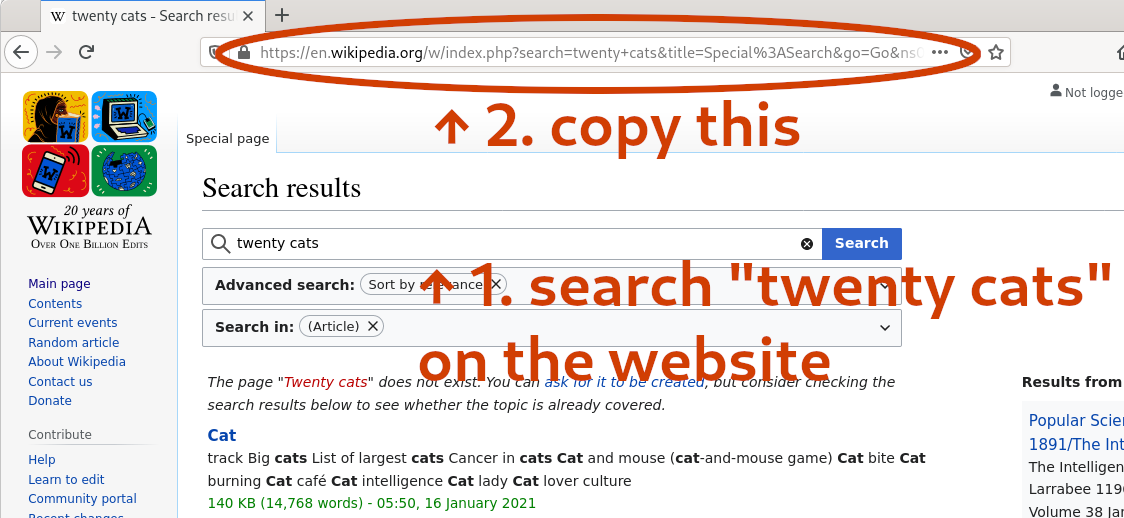 twenty cats - Search resu
https://en.wikipedia.org/w/index.php?search=twenty+cats&title=Special%3ASearch&go=Go&ns
↑ 2. copy this
Not logge
Special page
Search results
20 years of
WIKIPEDIA
OVER ONE BILLION EDITS
twenty cats
Search
Advanced search: Sort by relevance
↑ 1. search "twenty cats"
on the website
Search in: (Article)
Main page
Contents
Current events
Random article
About Wikipedia
Contact us
Donate
Contribute
Help
Learn to edit
Community portal
Recent changes
The page "Twenty cats" does not exist. You can ask for it to be created, but consider checking the
search results below to see whether the topic is already covered.
Cat
track Big cats List of largest cats Cancer in cats Cat and mouse (cat-and-mouse game) Cat bite Cat
burning Cat café Cat intelligence Cat lady Cat lover culture
140 KB (14,768 words) - 05:50, 16 January 2021
Results from
Popular Scie
1891/The Int
The Intelligen
Larrabee 119
Volume 38 Ja